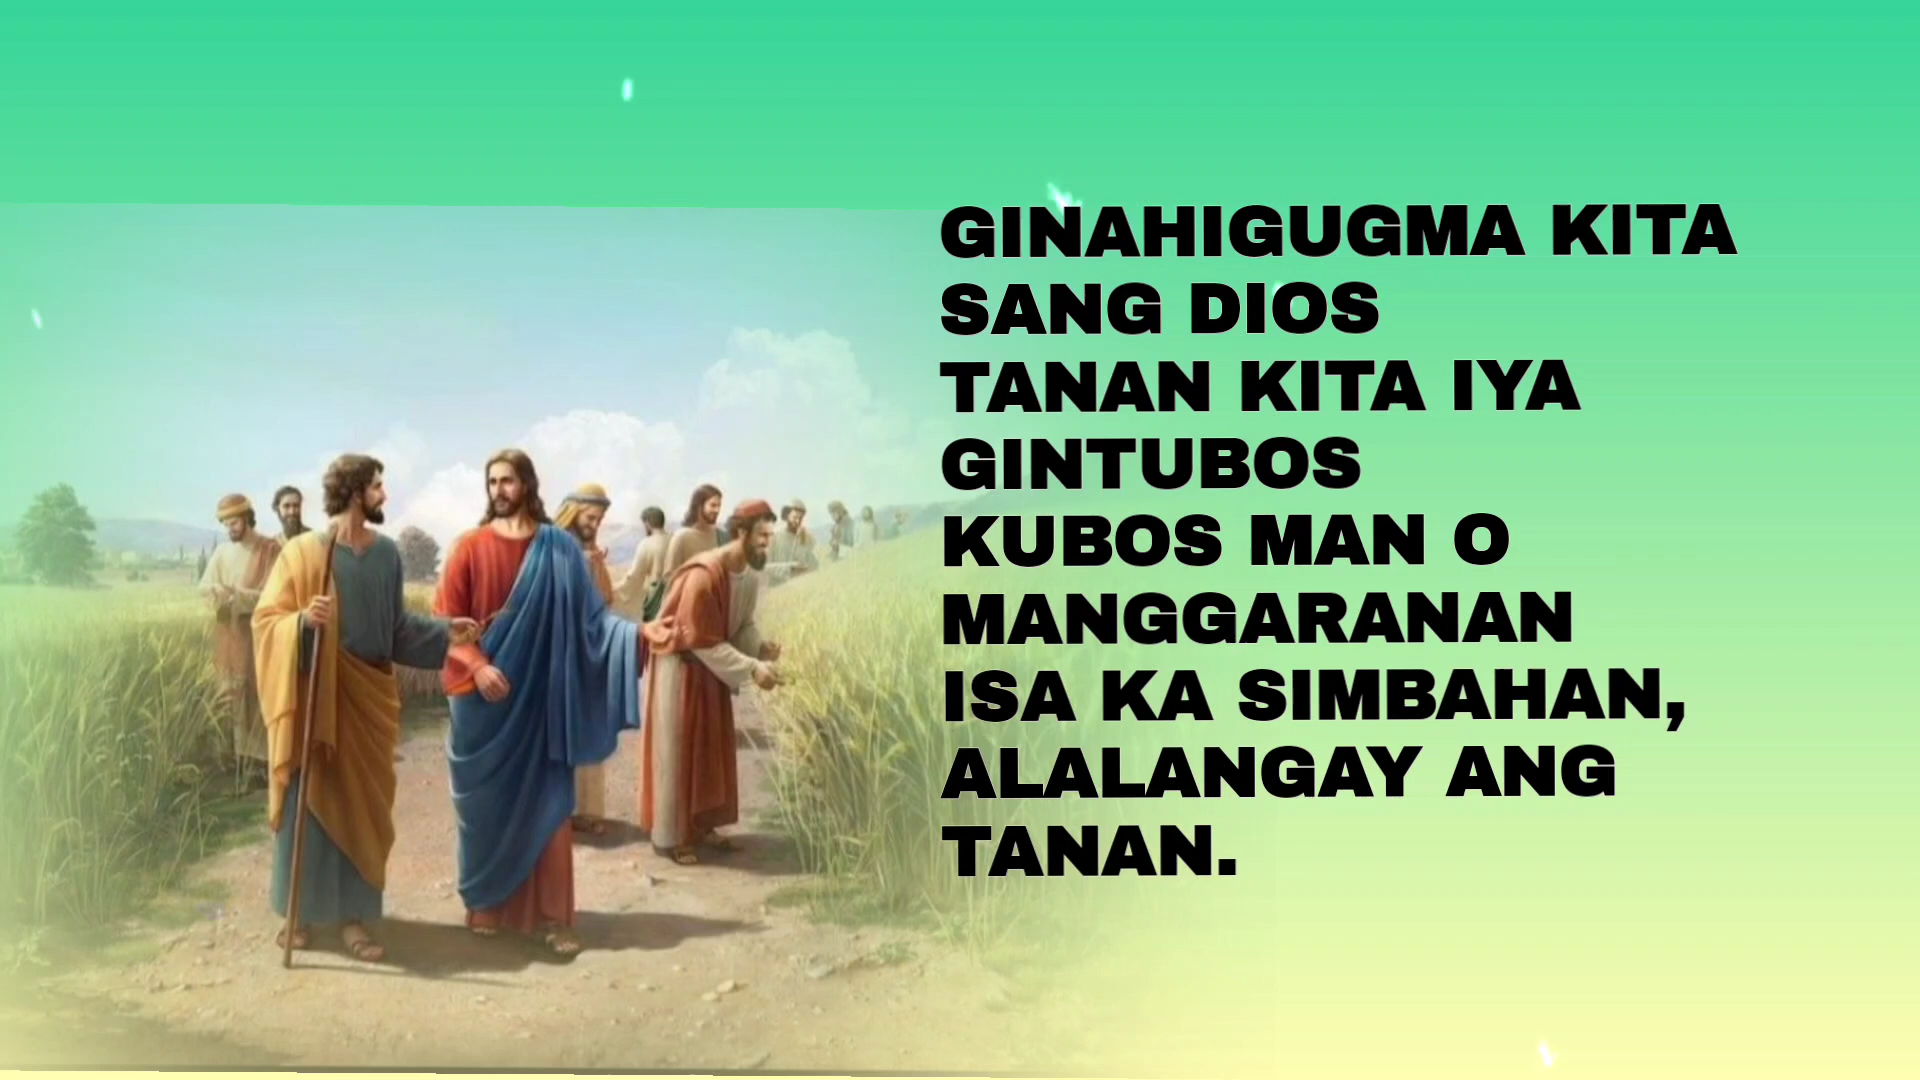 GINAHIGUGMA KITA
SANG DIOS
TANAN KITA IYA
GINTUBOS
KUBOS MAN O
MANGGARANAN
ISA KA SIMBAHAN,
ALALANGAY ANG
TANAN.